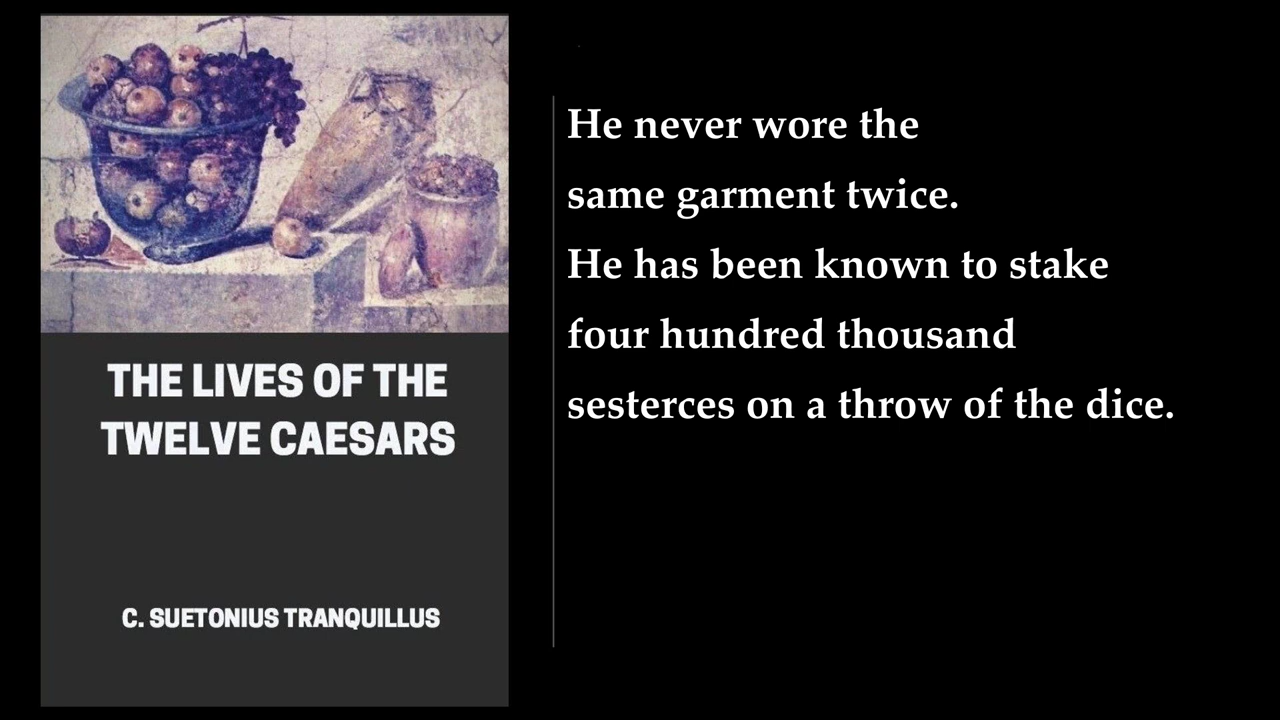 THE LIVES OF THE
TWELVE CAESARS
C. SUETONIUS TRANQUILLUS
He never wore the
same garment twice.
He has been known to stake
four hundred thousand
sesterces on a throw of the dice.